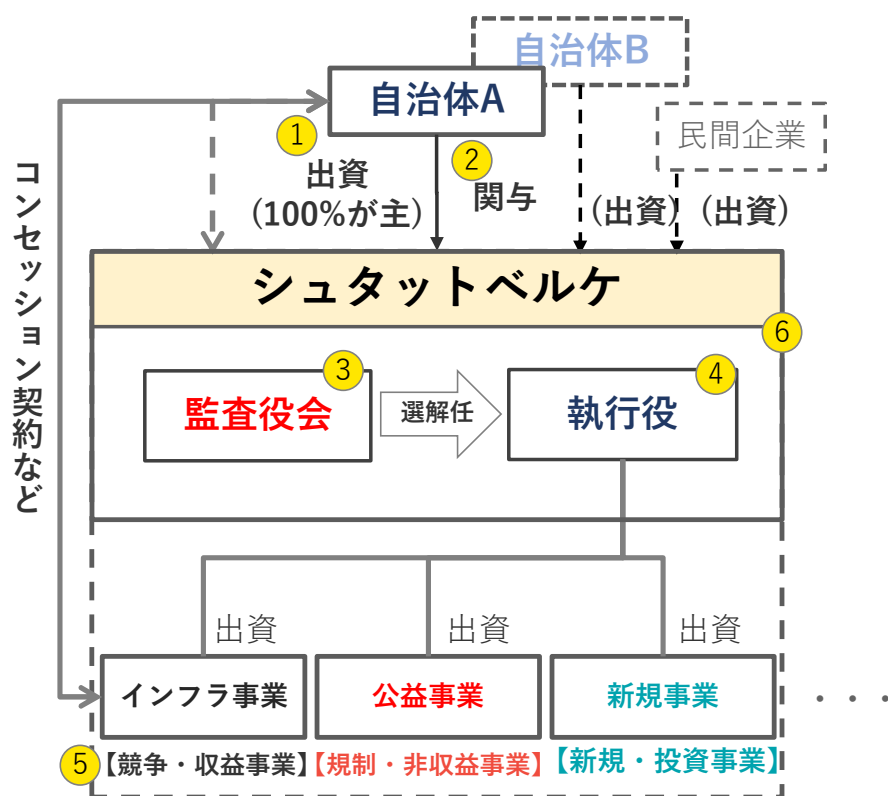 自治体B
自治体A
民間企業
1
2
出資
(100%が主)
関与
(出資)
(出資)
コンセッション契約など
シュタットベルケ
6
3
監査役会
選解任
4
執行役
出資
出資
出資
インフラ事業
公益事業
新規事業
・・・
5
【競争・収益事業】
【規制・非収益事業】
【新規・投資事業】